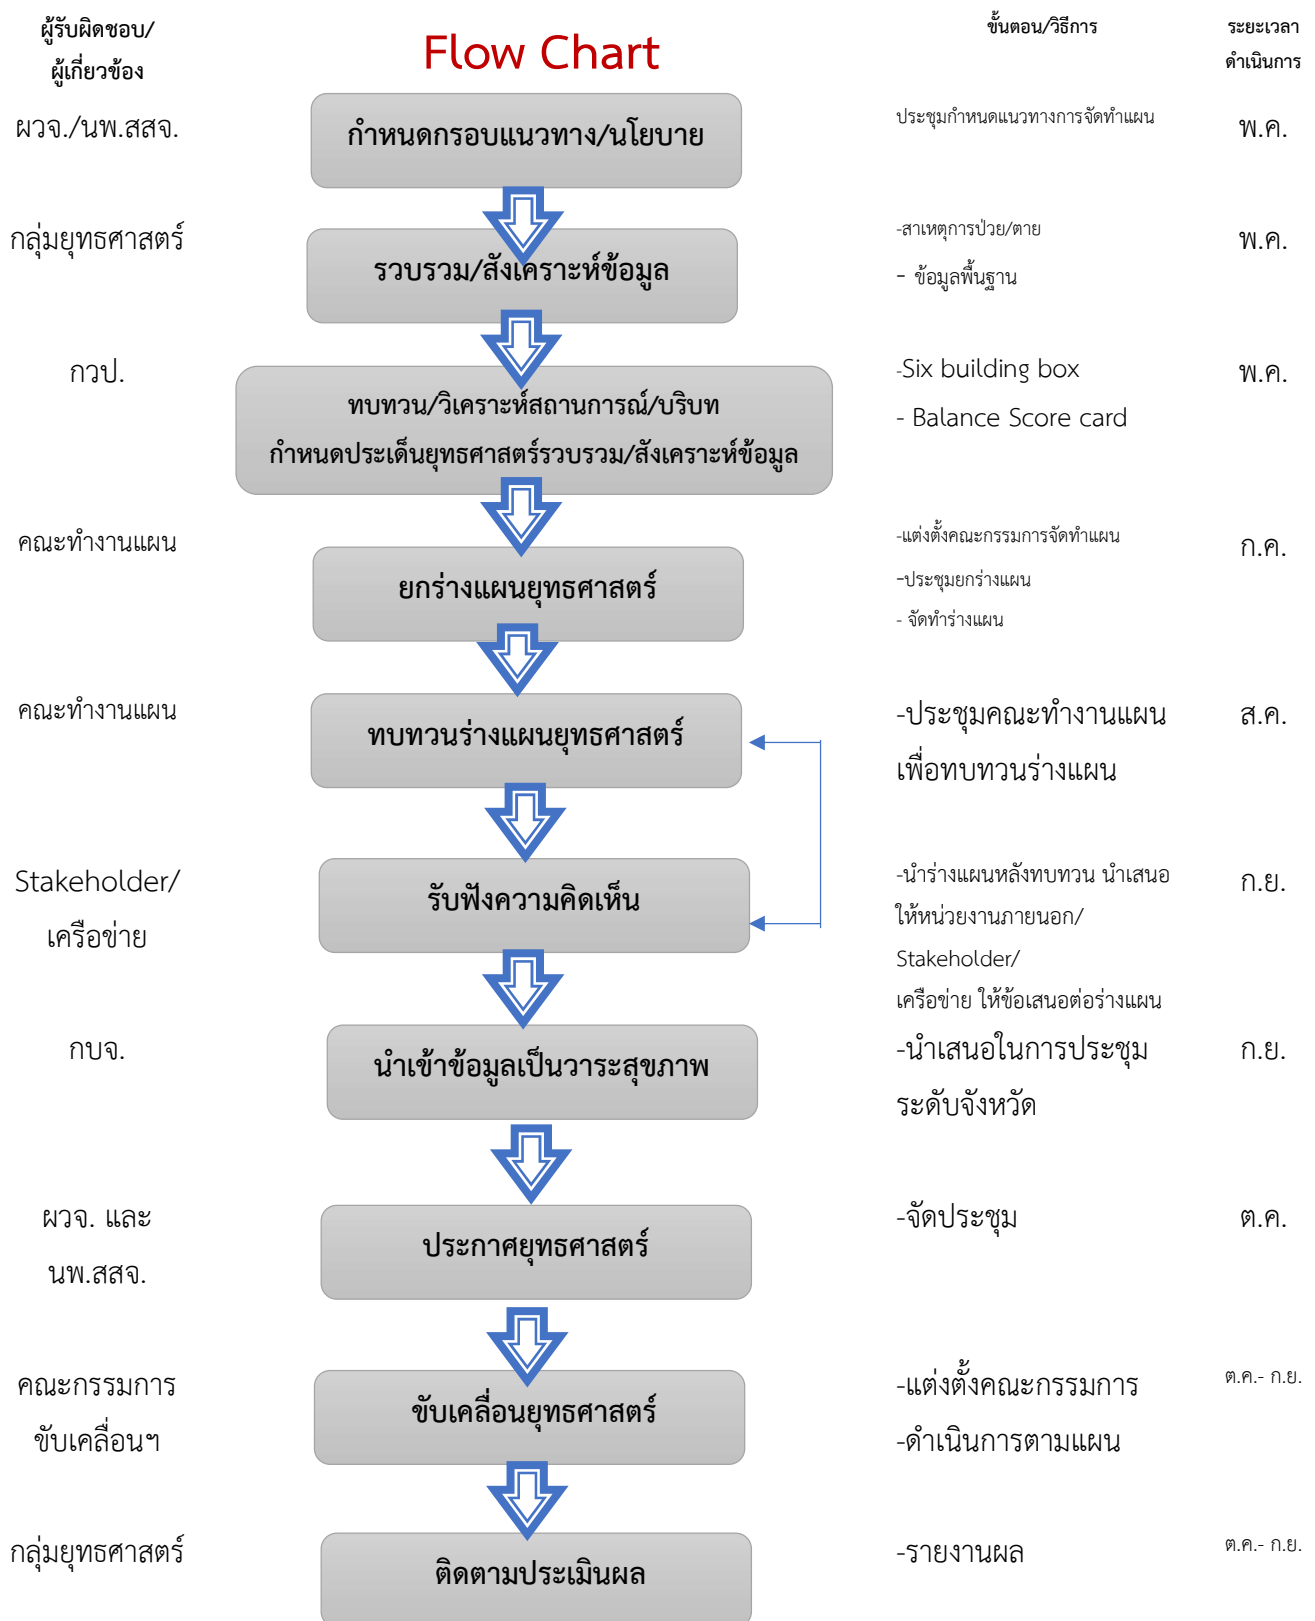 ผู้รับผิดชอบ/
ผู้เกี่ยวข้อง
Flow Chart
ขั้นตอน/วิธีการ
ระยะเวลา
ดำเนินการ
ผวจ./นพ.สสจ.
กำหนดกรอบแนวทาง/นโยบาย
ประชุมกำหนดแนวทางการจัดทำแผน
พ.ค.
กลุ่มยุทธศาสตร์
รวบรวม/สังเคราะห์ข้อมูล
-สาเหตุการป่วย/ตาย
- ข้อมูลพื้นฐาน
พ.ค.
กวป.
ทบทวน/วิเคราะห์สถานการณ์/บริบท
กำหนดประเด็นยุทธศาสตร์รวบรวม/สังเคราะห์ข้อมูล
-Six building box
- Balance Score card
พ.ค.
คณะทำงานแผน
ยกร่างแผนยุทธศาสตร์
-แต่งตั้งคณะกรรมการจัดทำแผน
-ประชุมยกร่างแผน
- จัดทำร่างแผน
ก.ค.
คณะทำงานแผน
ทบทวนร่างแผนยุทธศาสตร์
-ประชุมคณะทำงานแผน
เพื่อทบทวนร่างแผน
ส.ค.
Stakeholder/
เครือข่าย
รับฟังความคิดเห็น
-นำร่างแผนหลังทบทวน นำเสนอ
ให้หน่วยงานภายนอก/
Stakeholder/
เครือข่าย ให้ข้อเสนอต่อร่างแผน
ก.ย.
กบจ.
นำเข้าข้อมูลเป็นวาระสุขภาพ
-นำเสนอในการประชุม
ระดับจังหวัด
ก.ย.
ผวจ. และ
นพ.สสจ.
ประกาศยุทธศาสตร์
-จัดประชุม
ต.ค.
คณะกรรมการ
ขับเคลื่อนฯ
ขับเคลื่อนยุทธศาสตร์
-แต่งตั้งคณะกรรมการ
-ดำเนินการตามแผน
ต.ค.- ก.ย.
กลุ่มยุทธศาสตร์
ติดตามประเมินผล
-รายงานผล
ต.ค.- ก.ย.